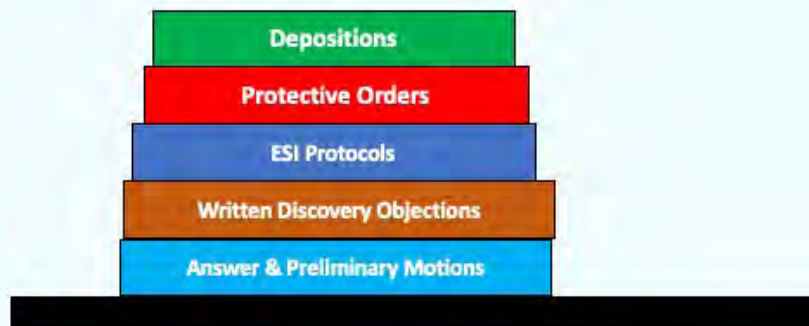 Depositions
Protective Orders
ESI Protocols
Written Discovery Objections
Answer & Preliminary Motions